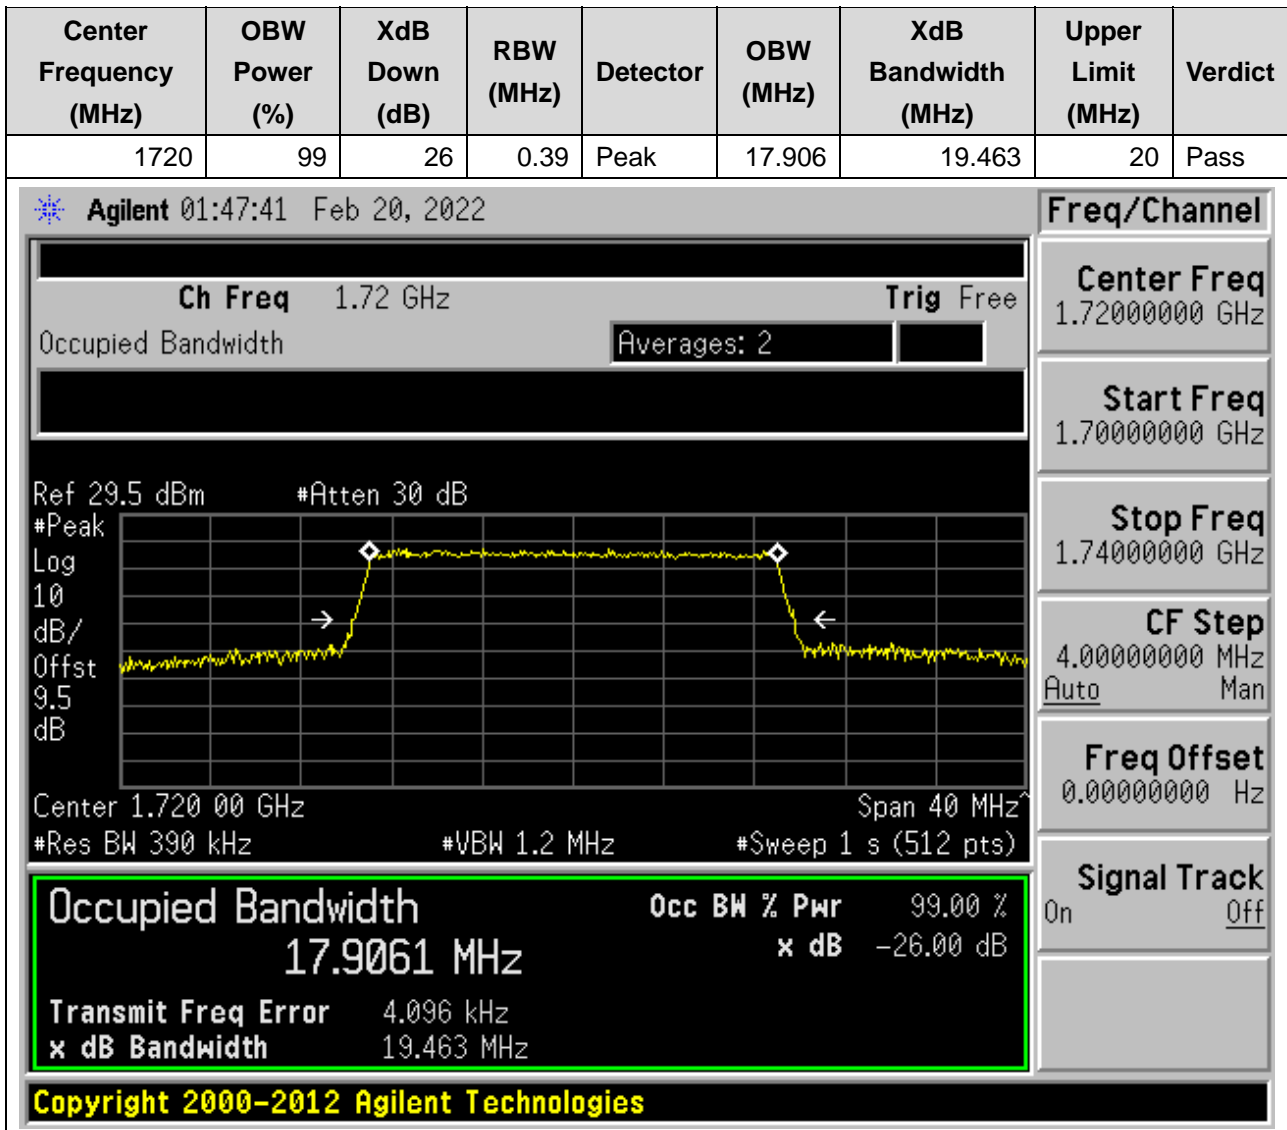 Center Frequency (MHz) OBW Power (%) XdB Down (dB) RBW (MHz) Detector OBW (MHz) XdB Bandwidth (MHz) Upper Limit (MHz) Verdict
1720 99 26 0.39 Peak 17.906 19.463 20 Pass
Agilent 01:47:41 Feb 20, 2022
Freq/Channel
Ch Freq 1.72 GHz Trig Free
Occupied Bandwidth Averages: 2
Center Freq
1.72000000 GHz
Start Freq
1.70000000 GHz
Ref 29.5 dBm #Atten 30 dB
#Peak
Log
10
dB/
Offst
9.5
dB
Stop Freq
1.74000000 GHz
CF Step
4.00000000 MHz
Auto Man
Freq Offset
0.00000000 Hz
Center 1.720 00 GHz Span 40 MHz^
#Res BW 390 kHz #VBW 1.2 MHz #Sweep 1 s (512 pts)
Signal Track
On Off
Occupied Bandwidth Occ BW % Pwr 99.00 %
17.9061 MHz x dB -26.00 dB
Transmit Freq Error 4.096 kHz
x dB Bandwidth 19.463 MHz
Copyright 2000-2012 Agilent Technologies